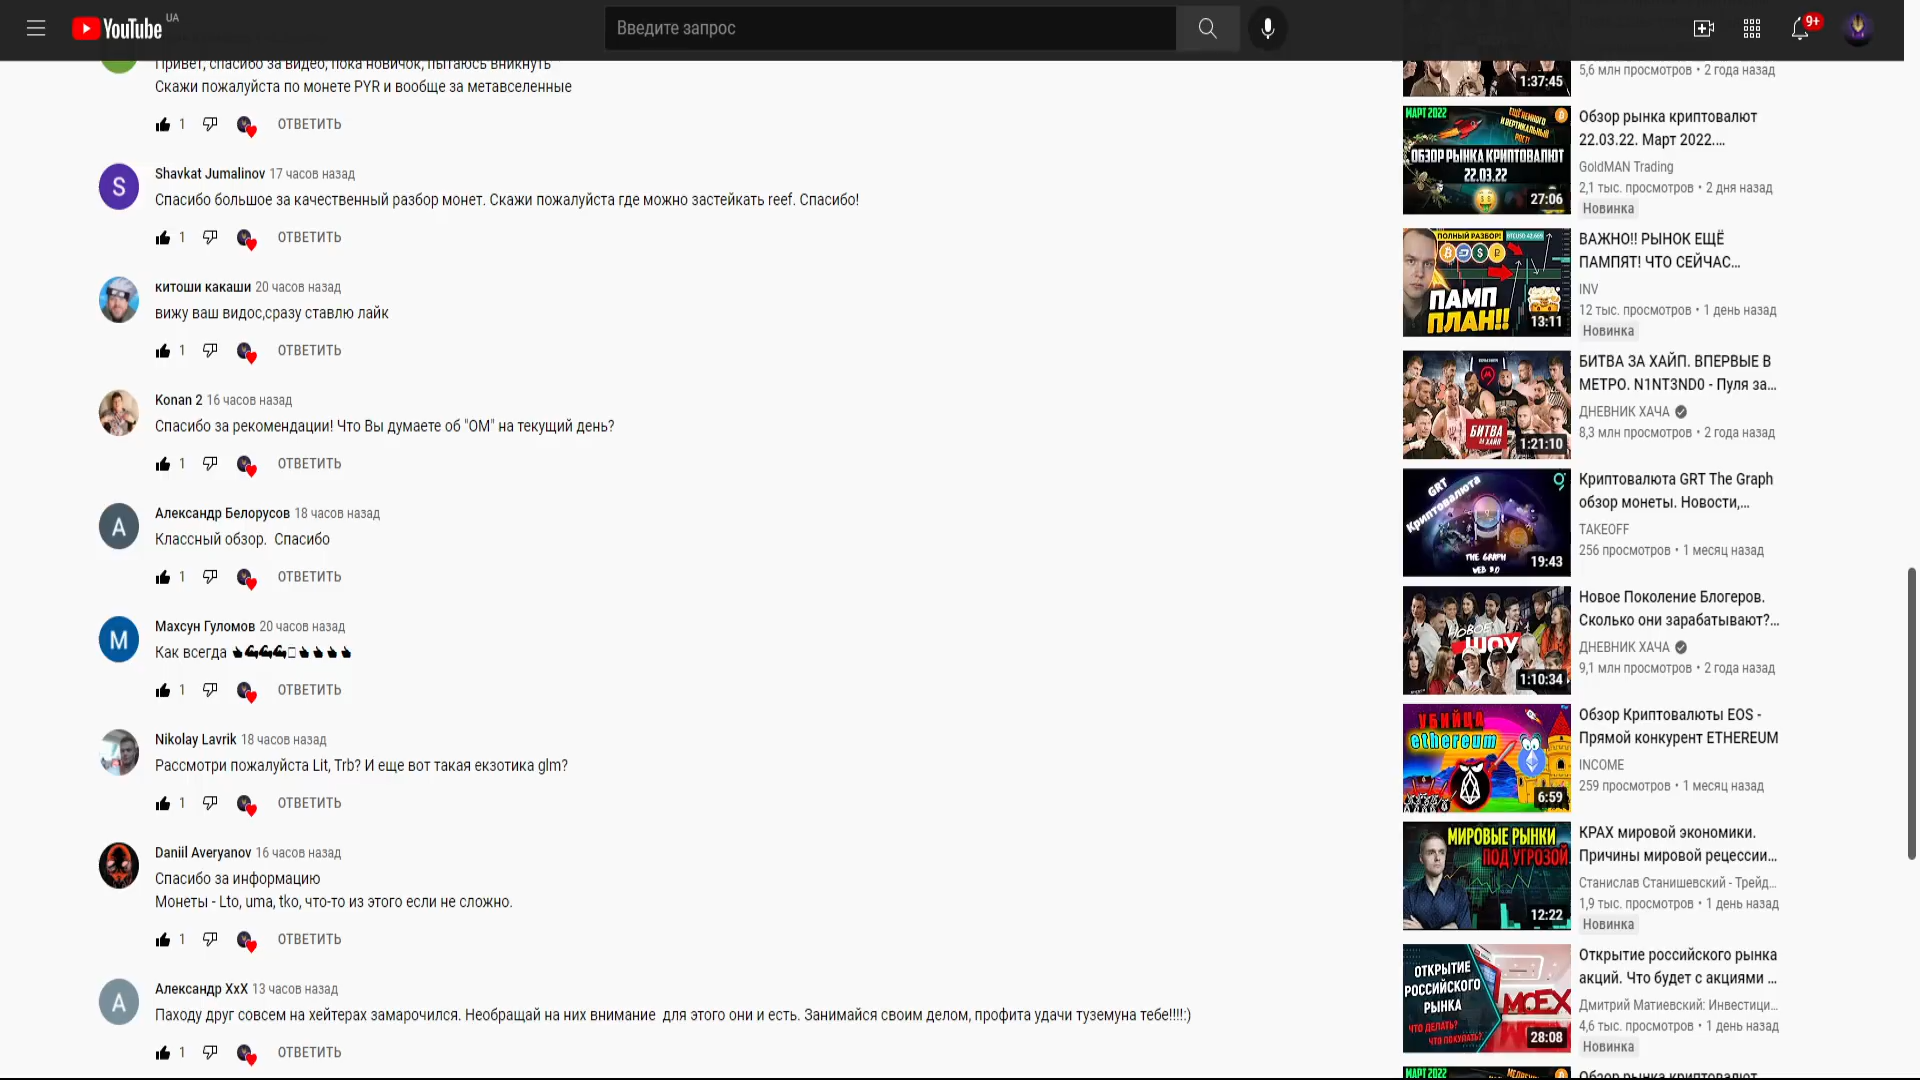 YouTube UA
Введите запрос
9+
Привет, спасибо за видео, пока новичок, пытаюсь вникнуть
Скажи пожалуйста по монете PYR и вообще за метавселенные
1 ОТВЕТИТЬ
S
Shavkat Jumalinov 17 часов назад
Спасибо большое за качественный разбор монет. Скажи пожалуйста где можно застейкать reef. Спасибо!
1 ОТВЕТИТЬ
китоши какаши 20 часов назад
вижу ваш видос,сразу ставлю лайк
1 ОТВЕТИТЬ
Konan 2 16 часов назад
Спасибо за рекомендации! Что Вы думаете об "ОМ" на текущий день?
1 ОТВЕТИТЬ
А
Александр Белорусов 18 часов назад
Классный обзор.  Спасибо
1 ОТВЕТИТЬ
М
Махсун Гуломов 20 часов назад
Как всегда
1 ОТВЕТИТЬ
Nikolay Lavrik 18 часов назад
Рассмотри пожалуйста Lit, Trb? И еще вот такая екзотика glm?
1 ОТВЕТИТЬ
Daniil Averyanov 16 часов назад
Спасибо за информацию
Монеты - Lto, uma, tko, что-то из этого если не сложно.
1 ОТВЕТИТЬ
А
Александр ХхХ 13 часов назад
Паходу друг совсем на хейтерах замарочился. Необращай на них внимание  для этого они и есть. Занимайся своим делом, профита удачи туземуна тебе!!!!:)
1 ОТВЕТИТЬ
1:37:45
5,6 млн просмотров • 2 года назад
МАРТ 2022
ЕЩЁ НЕМНОГО
И ВЕРТИКАЛЬНЫЙ
РОСТ!
ОБЗОР РЫНКА КРИПТОВАЛЮТ
22.03.22
27:06
Обзор рынка криптовалют
22.03.22. Март 2022....
GoldMAN Trading
2,1 тыс. просмотров • 2 дня назад
Новинка
ПОЛНЫЙ РАЗБОР!
ПАМП
ПЛАН!!
13:11
ВАЖНО!! РЫНОК ЕЩЁ
ПАМПЯТ! ЧТО СЕЙЧАС...
INV
12 тыс. просмотров • 1 день назад
Новинка
БИТВА
ЗА ХАЙП
1:21:10
БИТВА ЗА ХАЙП. ВПЕРВЫЕ В
МЕТРО. N1NT3ND0 - Пуля за...
ДНЕВНИК ХАЧА
8,3 млн просмотров • 2 года назад
GRT
Криптовалюта
THE GRAPH
WEB 3.0
19:43
Криптовалюта GRT The Graph
обзор монеты. Новости,...
TAKEOFF
256 просмотров • 1 месяц назад
НОВОЕ
ШОУ
1:10:34
Новое Поколение Блогеров.
Сколько они зарабатывают?...
ДНЕВНИК ХАЧА
9,1 млн просмотров • 2 года назад
УБИЙЦА
ethereum
6:59
Обзор Криптовалюты EOS -
Прямой конкурент ETHEREUM
INCOME
259 просмотров • 1 месяц назад
МИРОВЫЕ РЫНКИ
ПОД УГРОЗОЙ
12:22
КРАХ мировой экономики.
Причины мировой рецессии...
Станислав Станишевский - Трейд...
1,9 тыс. просмотров • 1 день назад
Новинка
ОТКРЫТИЕ
РОССИЙСКОГО
РЫНКА
ЧТО ДЕЛАТЬ?
ЧТО ПОКУПАТЬ?
MOEX
28:08
Открытие российского рынка
акций. Что будет с акциями ...
Дмитрий Матиевский: Инвестици...
4,6 тыс. просмотров • 1 день назад
Новинка
МАРТ 2022
Обзор рынка криптовалют